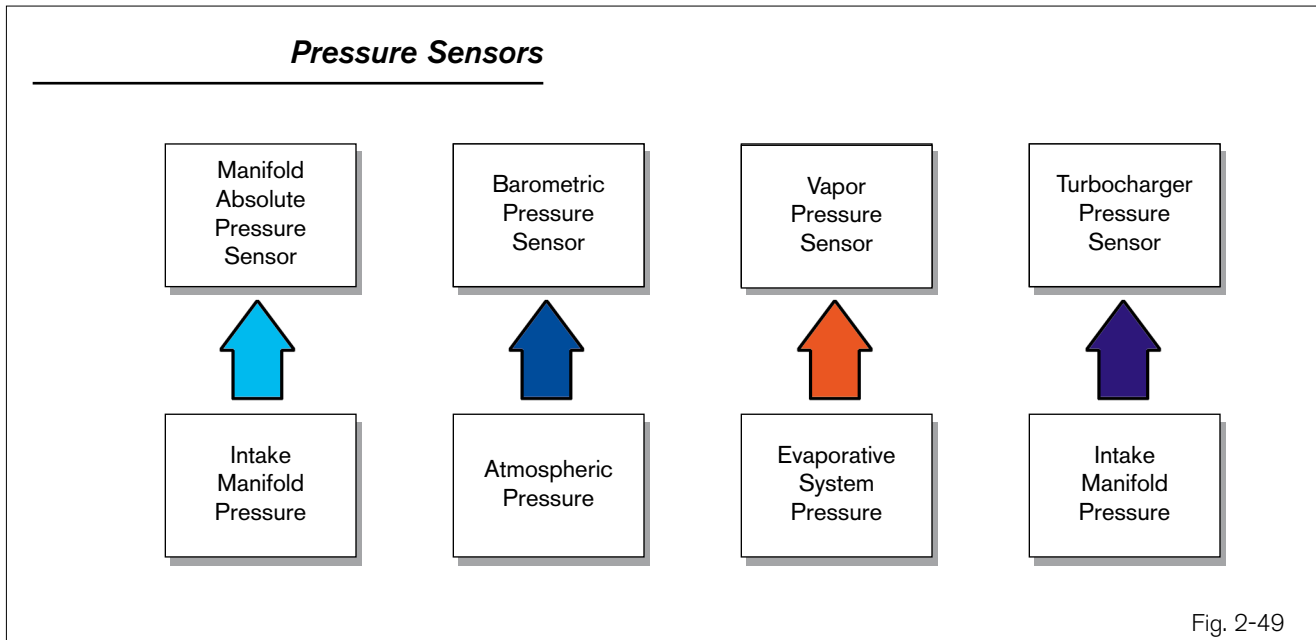 Pressure Sensors
Manifold
Absolute
Pressure
Sensor
Barometric
Pressure
Sensor
Vapor
Pressure
Sensor
Turbocharger
Pressure
Sensor
Intake
Manifold
Pressure
Atmospheric
Pressure
Evaporative
System
Pressure
Intake
Manifold
Pressure
Fig. 2-49